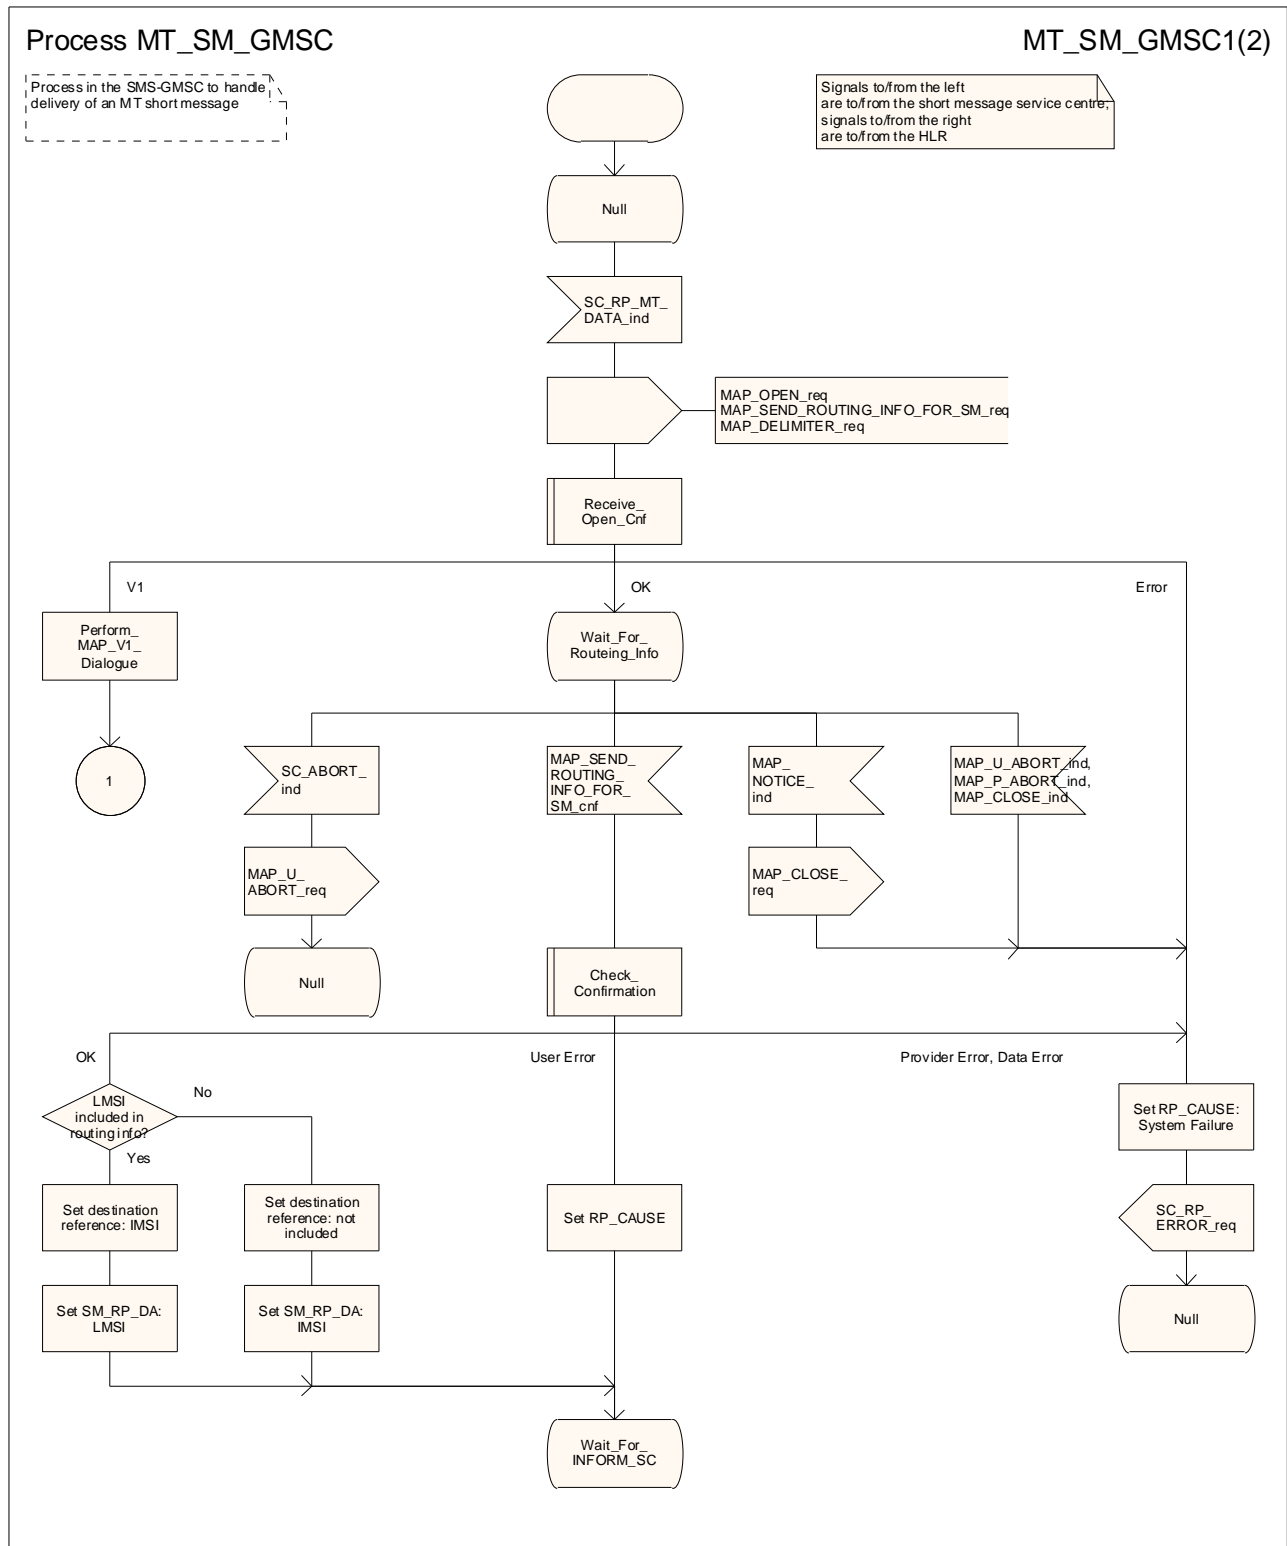 Process MT_SM_GMSC
MT_SM_GMSC1(2)
Process in the SMS-GMSC to handle
delivery of an MT short message
Signals to/from the left
are to/from the short message service centre;
signals to/from the right
are to/from the HLR
Null
SC_RP_MT_
DATA_ind
MAP_OPEN_req
MAP_SEND_ROUTING_INFO_FOR_SM_req
MAP_DELIMITER_req
Receive_
Open_Cnf
V1
OK
Error
Perform_
MAP_V1_
Dialogue
Wait_For_
Routeing_Info
1
SC_ABORT_
ind
MAP_SEND_
ROUTING_
INFO_FOR_
SM_cnf
MAP_
NOTICE_
ind
MAP_U_ABORT_ind,
MAP_P_ABORT_ind,
MAP_CLOSE_ind
MAP_U_
ABORT_req
MAP_CLOSE_
req
Null
Check_
Confirmation
OK
User Error
Provider Error, Data Error
LMSI
included in
routing info?
No
Yes
Set RP_CAUSE:
System Failure
Set destination
reference: IMSI
Set destination
reference: not
included
Set RP_CAUSE
SC_RP_
ERROR_req
Set SM_RP_DA:
LMSI
Set SM_RP_DA:
IMSI
Null
Wait_For_
INFORM_SC